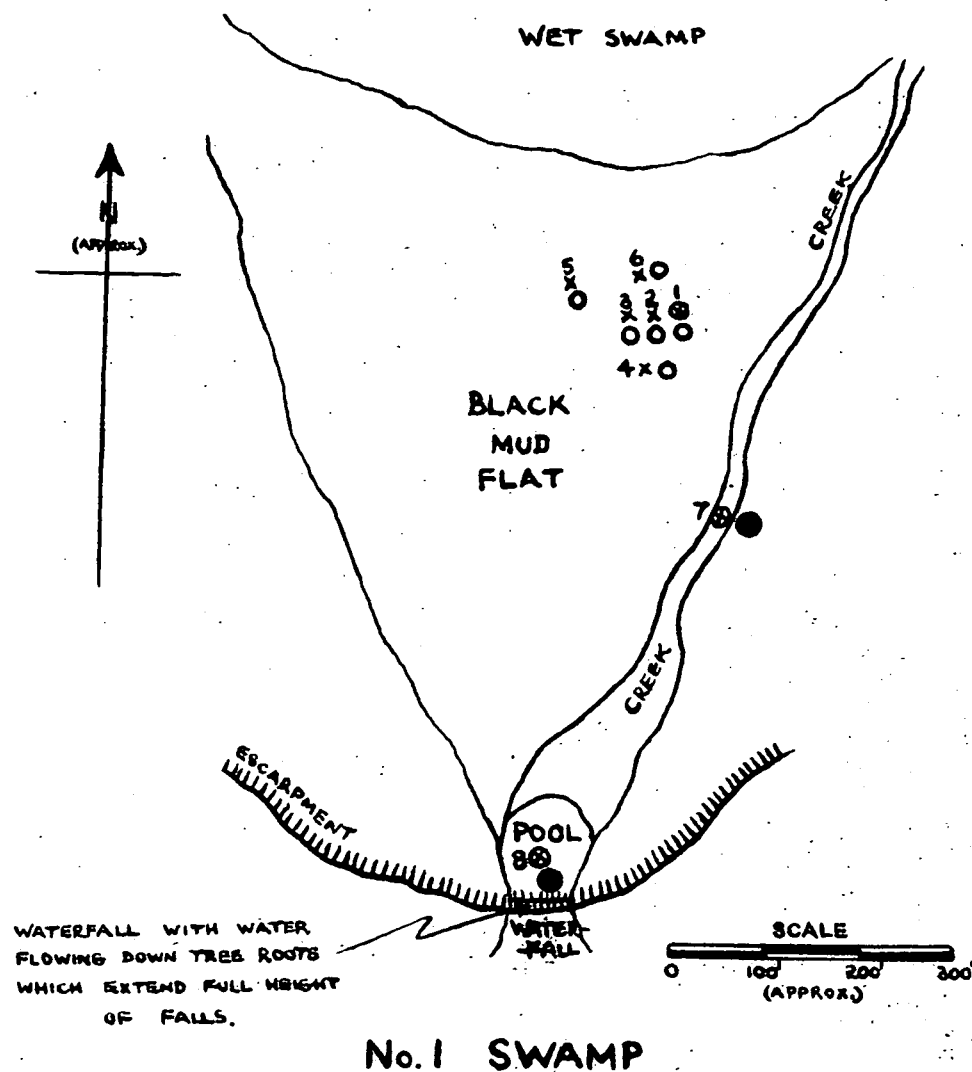 WET SWAMP
CREEK
N
(APPROX.)
5 6
3 2 1
4
BLACK
MUD
FLAT
7
CREEK
ESCARPMENT
POOL
8
WATER-
FALL
WATERFALL WITH WATER
FLOWING DOWN TREE ROOTS
WHICH EXTEND FULL HEIGHT
OF FALLS.
SCALE
0 100 200 300
(APPROX.)
No. 1 SWAMP